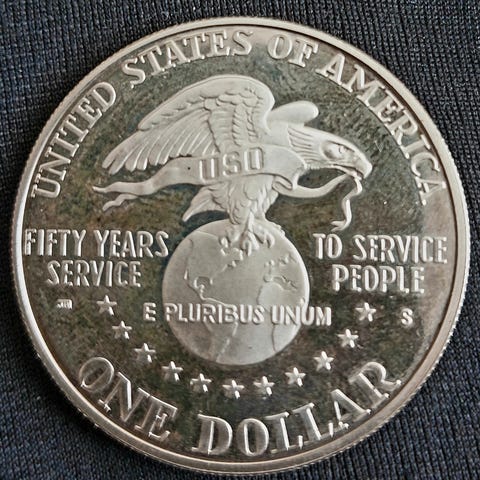 UNITED STATES OF AMERICA.
USO
FIFTY YEARS
SERVICE
TO SERVICE
PEOPLE
E PLURIBUS UNUM
S
ONE DOLLAR